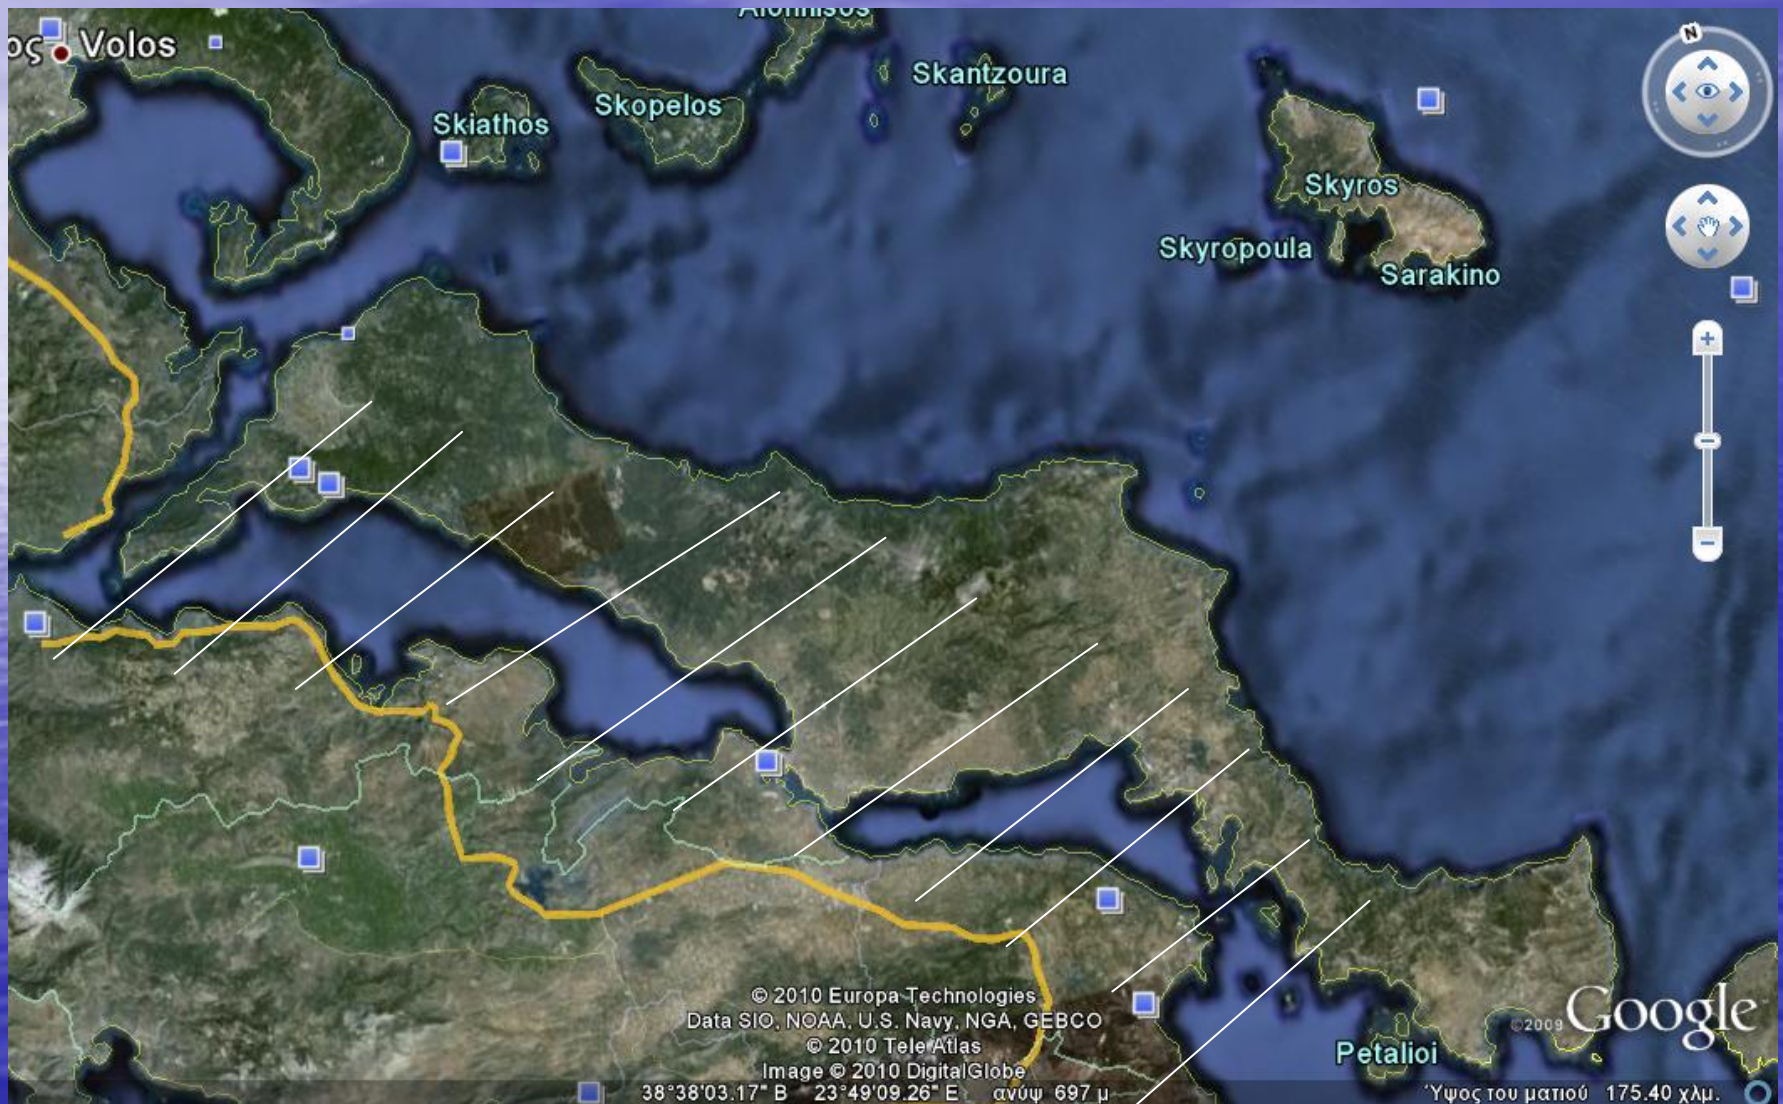 Alonnisos
ος Volos
Skantzoura
Skopelos
Skiathos
N
Skyros
Skyropoula
Sarakino
© 2010 Europa Technologies
Data SIO, NOAA, U.S. Navy, NGA, GEBCO
© 2010 Tele Atlas
Image © 2010 DigitalGlobe
©2009 Google
Petalioi
38°38'03.17" Β 23°49'09.26" Ε ανύψ 697 μ
Ύψος του ματιού 175.40 χλμ.